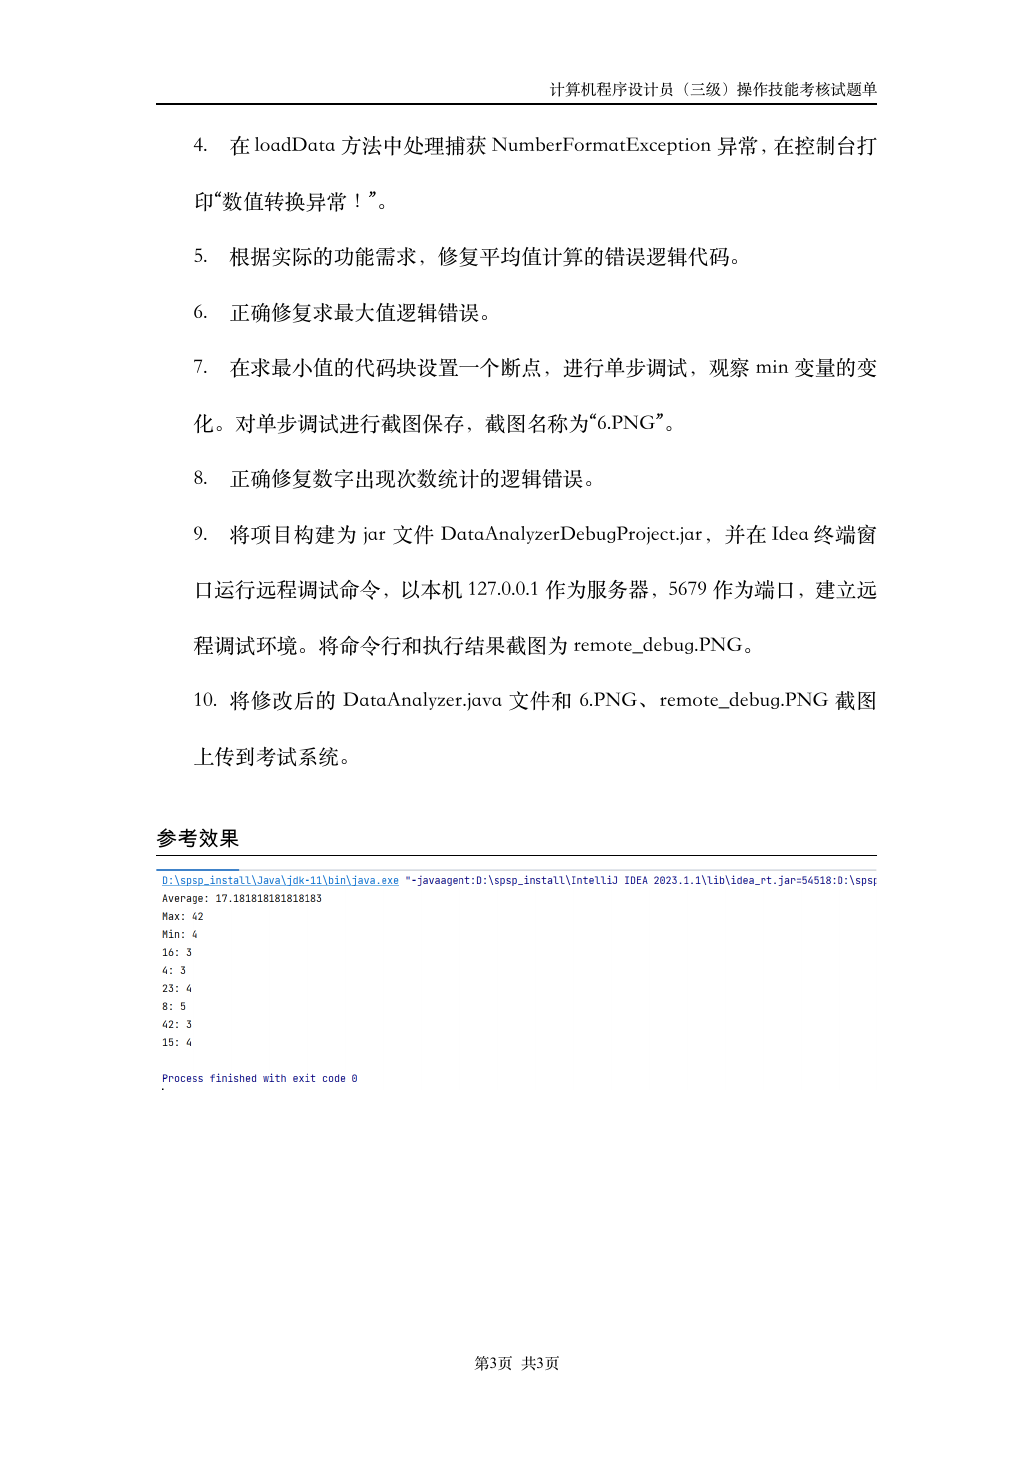 计算机程序设计员（三级）操作技能考核试题单
4. 在 loadData 方法中处理捕获 NumberFormatException 异常，在控制台打
印“数值转换异常！”。
5. 根据实际的功能需求，修复平均值计算的错误逻辑代码。
6. 正确修复求最大值逻辑错误。
7. 在求最小值的代码块设置一个断点，进行单步调试，观察 min 变量的变
化。对单步调试进行截图保存，截图名称为“6.PNG”。
8. 正确修复数字出现次数统计的逻辑错误。
9. 将项目构建为 jar 文件 DataAnalyzerDebugProject.jar，并在 Idea 终端窗
口运行远程调试命令，以本机 127.0.0.1 作为服务器，5679 作为端口，建立远
程调试环境。将命令行和执行结果截图为 remote_debug.PNG。
10. 将修改后的 DataAnalyzer.java 文件和 6.PNG、remote_debug.PNG 截图
上传到考试系统。
参考效果
D:\spsp_install\Java\jdk-11\bin\java.exe "-javaagent:D:\spsp_install\IntelliJ IDEA 2023.1.1\lib\idea_rt.jar=54518:D:\spsp
Average: 17.181818181818183
Max: 42
Min: 4
16: 3
4: 3
23: 4
8: 5
42: 3
15: 4
Process finished with exit code 0
第3页 共3页